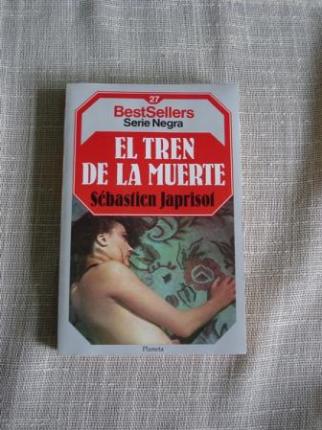 27
BestSellers
Serie Negra
EL TREN
DE LA MUERTE
Sébastien Japrisot
Planeta